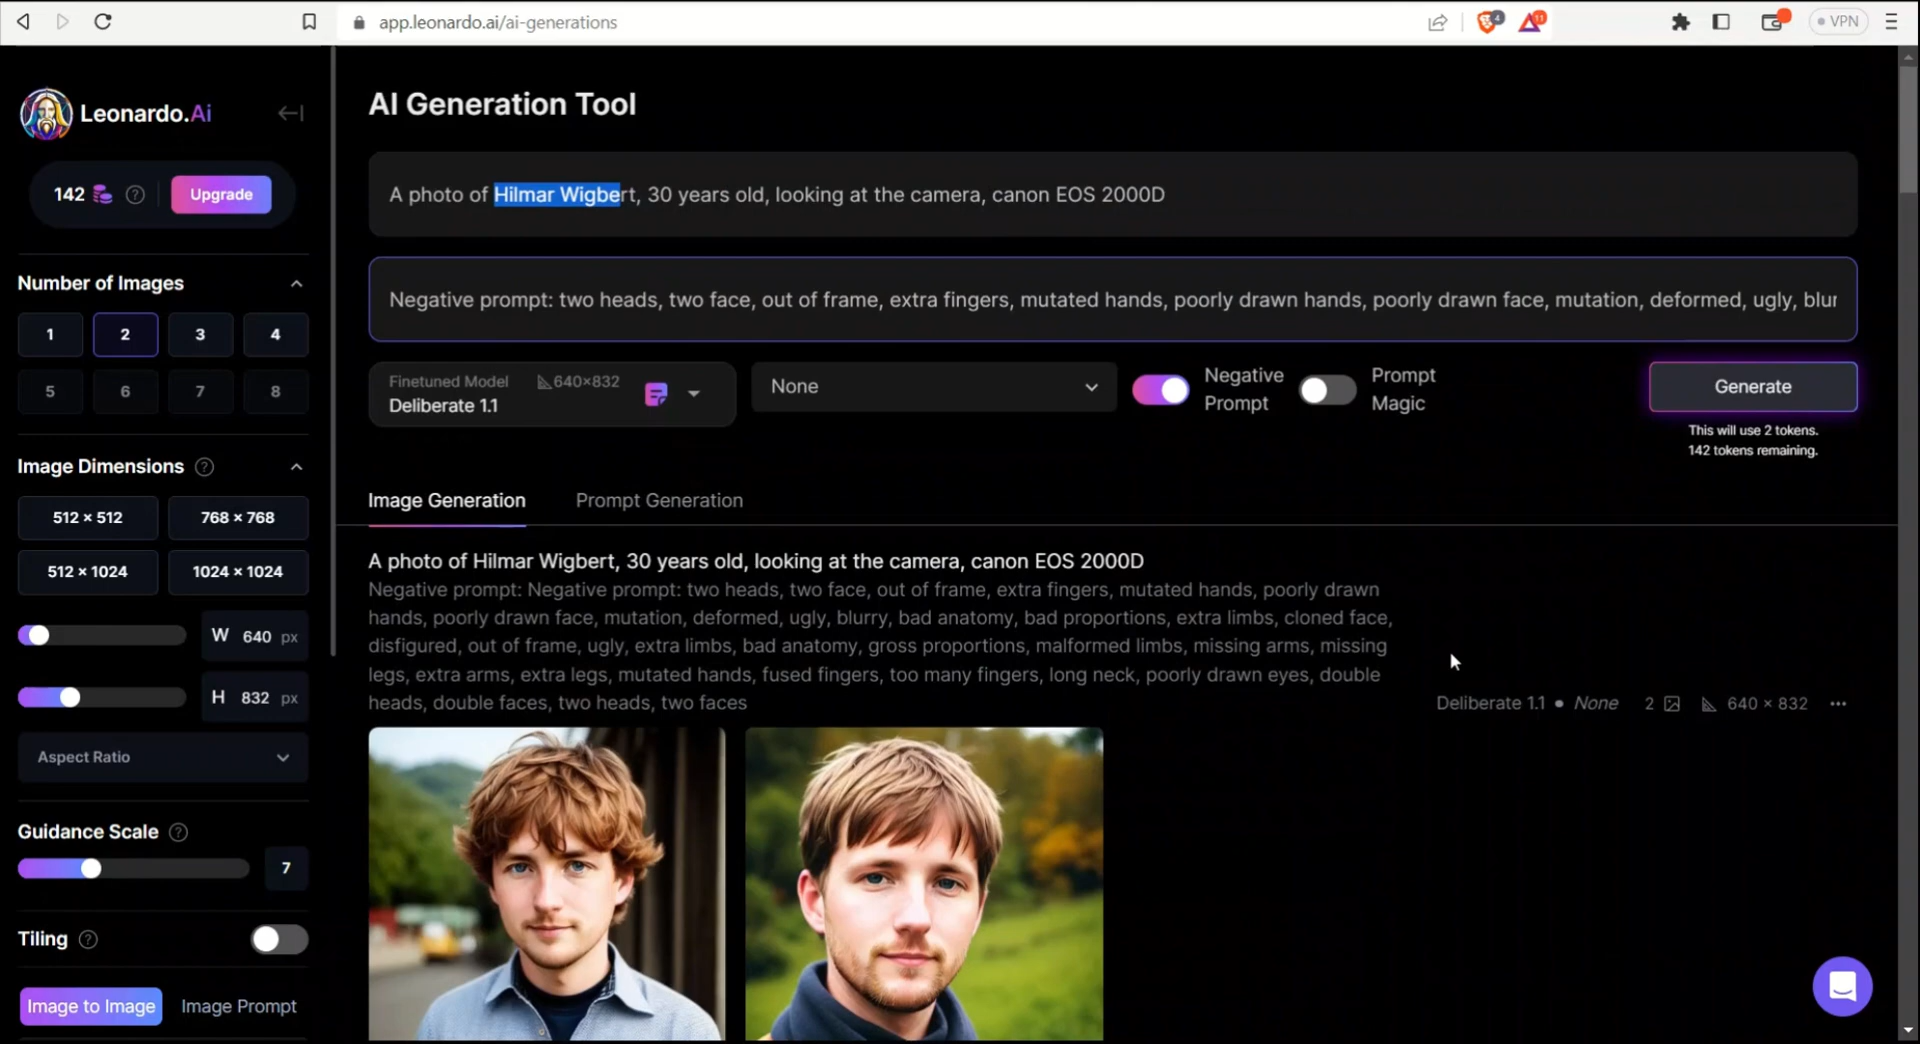 app.leonardo.ai/ai-generations
4
11
VPN
Leonardo.Ai
142
Upgrade
Number of Images
1 2 3 4
5 6 7 8
Image Dimensions
512 × 512 768 × 768
512 × 1024 1024 × 1024
W 640 px
H 832 px
Aspect Ratio
Guidance Scale
7
Tiling
Image to Image Image Prompt
AI Generation Tool
A photo of Hilmar Wigbert, 30 years old, looking at the camera, canon EOS 2000D
Negative prompt: two heads, two face, out of frame, extra fingers, mutated hands, poorly drawn hands, poorly drawn face, mutation, deformed, ugly, blur
Finetuned Model 640×832
Deliberate 1.1
None
Negative
Prompt
Prompt
Magic
Generate
This will use 2 tokens.
142 tokens remaining.
Image Generation Prompt Generation
A photo of Hilmar Wigbert, 30 years old, looking at the camera, canon EOS 2000D
Negative prompt: Negative prompt: two heads, two face, out of frame, extra fingers, mutated hands, poorly drawn
hands, poorly drawn face, mutation, deformed, ugly, blurry, bad anatomy, bad proportions, extra limbs, cloned face,
disfigured, out of frame, ugly, extra limbs, bad anatomy, gross proportions, malformed limbs, missing arms, missing
legs, extra arms, extra legs, mutated hands, fused fingers, too many fingers, long neck, poorly drawn eyes, double
heads, double faces, two heads, two faces
Deliberate 1.1 • None 2 640 × 832